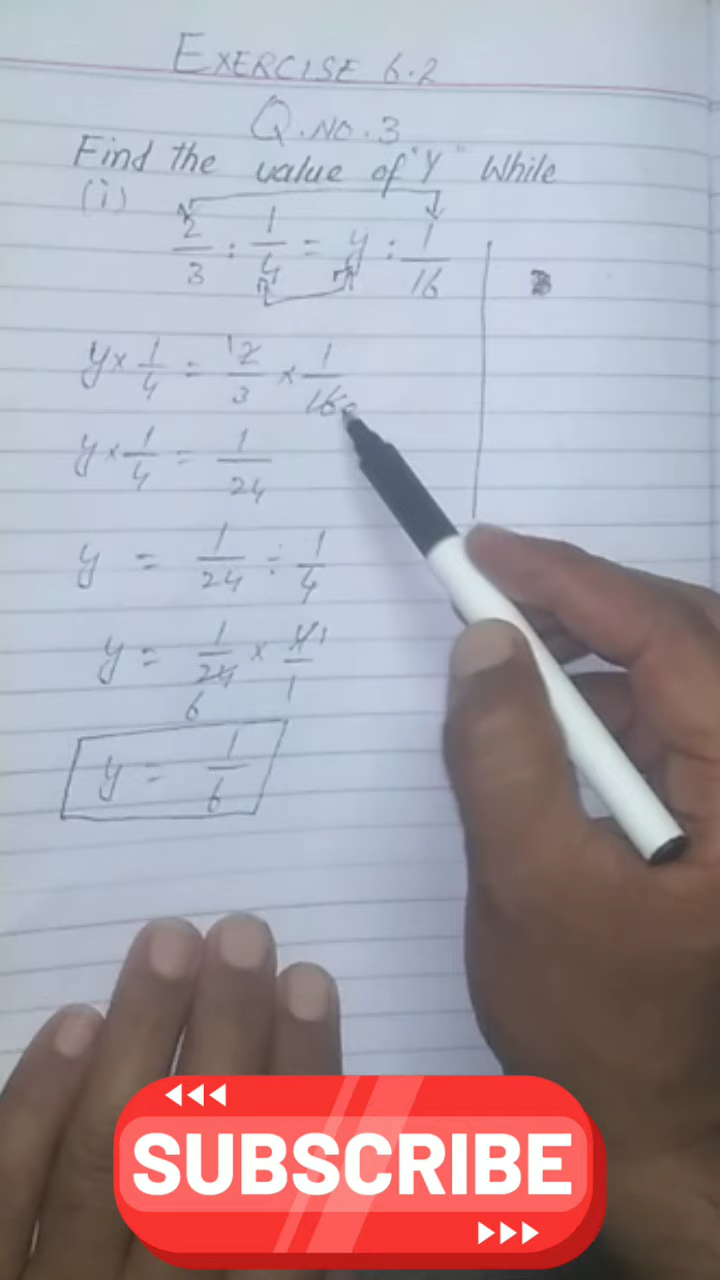 EXERCISE 6.2
Q.NO.3
Find the value of "Y" While
(i)
2/3 : 1/4 = y : 1/16
y × 1/4 = 2/3 × 1/16
y × 1/4 = 1/24
y = 1/24 ÷ 1/4
y = 1/24 × 4/1
y = 1/6
SUBSCRIBE